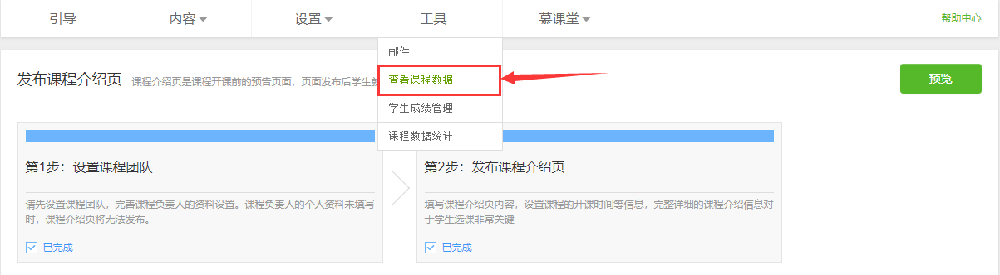 引导
内容
设置
工具
慕课堂
帮助中心
邮件
查看课程数据
学生成绩管理
课程数据统计
发布课程介绍页
课程介绍页是课程开课前的预告页面，页面发布后学生就
预览
第1步：设置课程团队
请先设置课程团队，完善课程负责人的资料设置。课程负责人的个人资料未填写
时，课程介绍页将无法发布。
已完成
第2步：发布课程介绍页
填写课程介绍页内容，设置课程的开课时间等信息，完整详细的课程介绍信息对
于学生选课非常关键
已完成